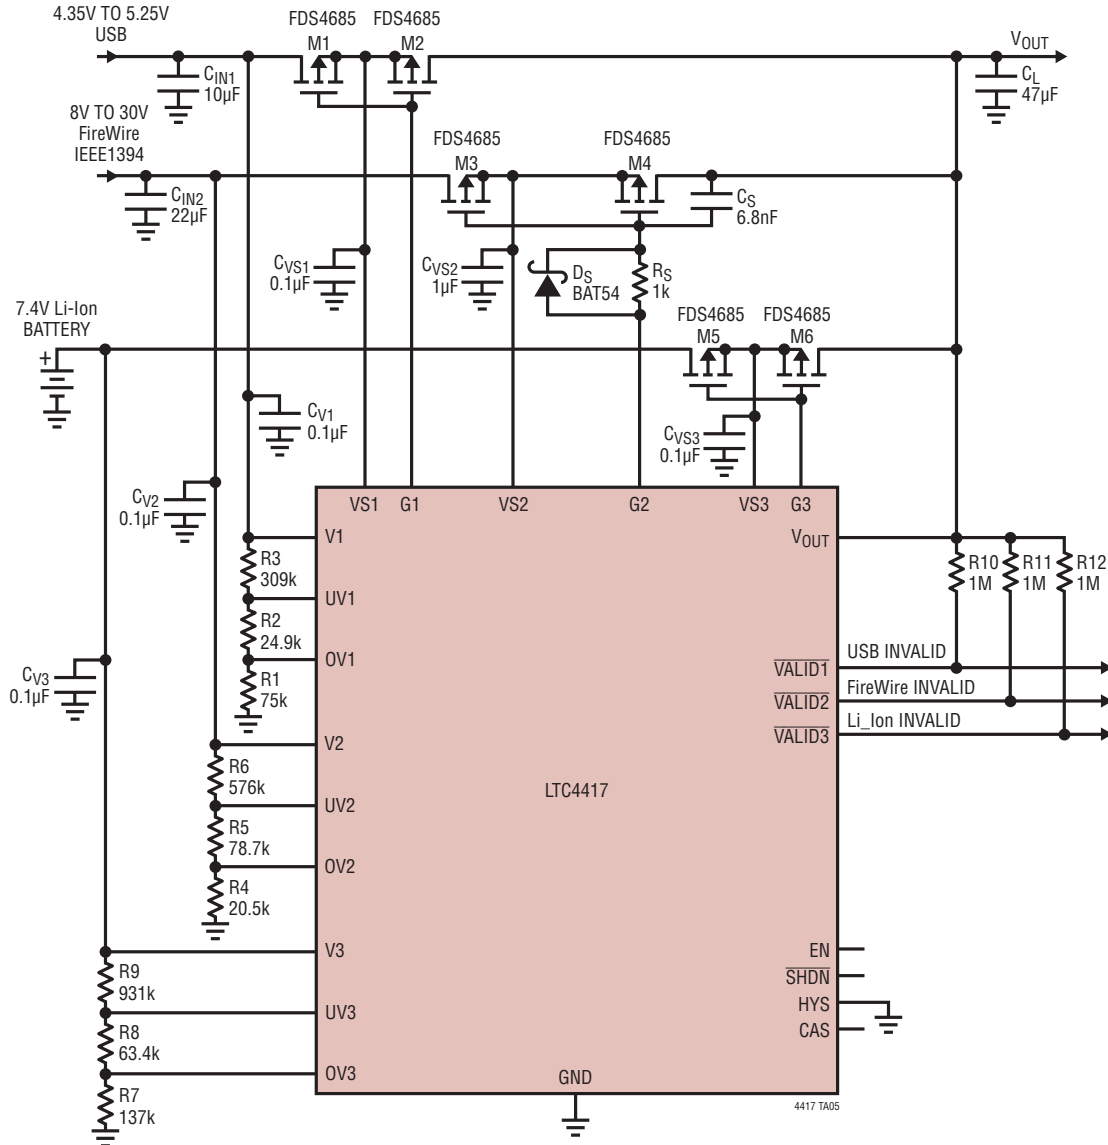 4.35V TO 5.25V
USB
FDS4685
M1
FDS4685
M2
VOUT
CIN1
10µF
CL
47µF
8V TO 30V
FireWire
IEEE1394
FDS4685
M3
FDS4685
M4
CIN2
22µF
CS
6.8nF
CVS1
0.1µF
CVS2
1µF
DS
BAT54
RS
1k
7.4V Li-Ion
BATTERY
+
FDS4685
M5
FDS4685
M6
CV1
0.1µF
CVS3
0.1µF
CV2
0.1µF
VS1
G1
VS2
G2
VS3
G3
V1
VOUT
R3
309k
R10
1M
R11
1M
R12
1M
UV1
R2
24.9k
OV1
R1
75k
CV3
0.1µF
VALID1
USB INVALID
VALID2
FireWire INVALID
VALID3
Li_Ion INVALID
V2
R6
576k
LTC4417
UV2
R5
78.7k
OV2
R4
20.5k
V3
EN
R9
931k
SHDN
HYS
UV3
CAS
R8
63.4k
OV3
GND
R7
137k
4417 TA05